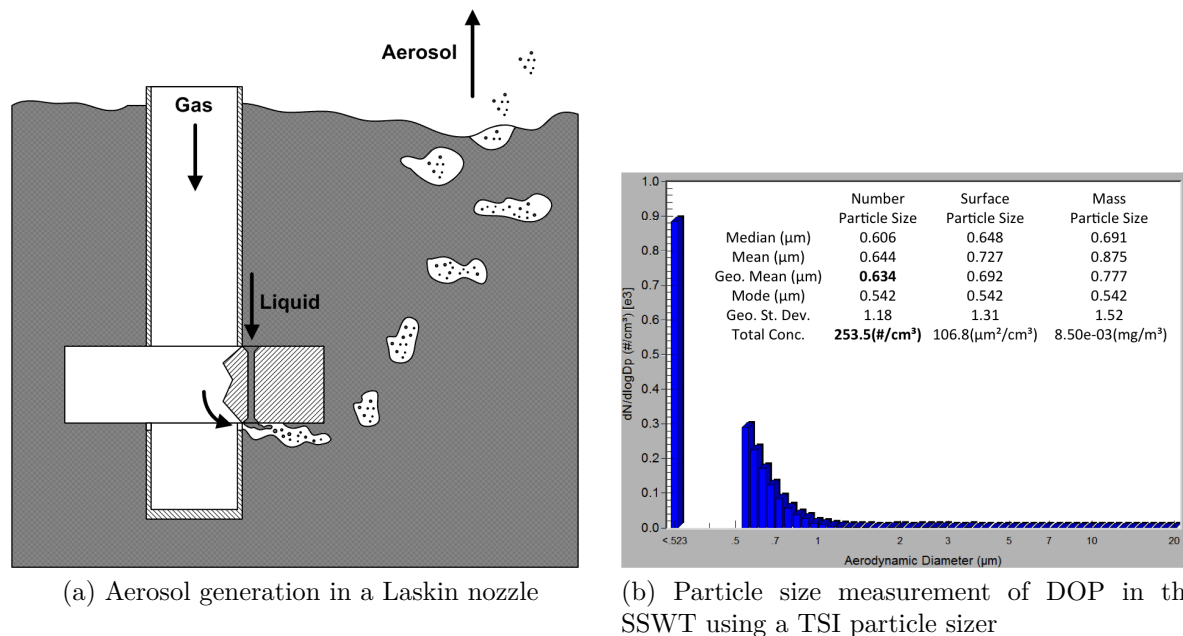 Aerosol
Gas
Liquid
(a) Aerosol generation in a Laskin nozzle
1.0
0.9
0.8
0.7
0.6
0.5
0.4
0.3
0.2
0.1
0.0
dN/dlogDp (#/cm³) [e3]
Number Surface Mass
Particle Size Particle Size Particle Size
Median (µm) 0.606 0.648 0.691
Mean (µm) 0.644 0.727 0.875
Geo. Mean (µm) 0.634 0.692 0.777
Mode (µm) 0.542 0.542 0.542
Geo. St. Dev. 1.18 1.31 1.52
Total Conc. 253.5(#/cm³) 106.8(µm²/cm³) 8.50e-03(mg/m³)
<.523 .5 .7 1 2 3 5 7 10 20
Aerodynamic Diameter (µm)
(b) Particle size measurement of DOP in th
SSWT using a TSI particle sizer